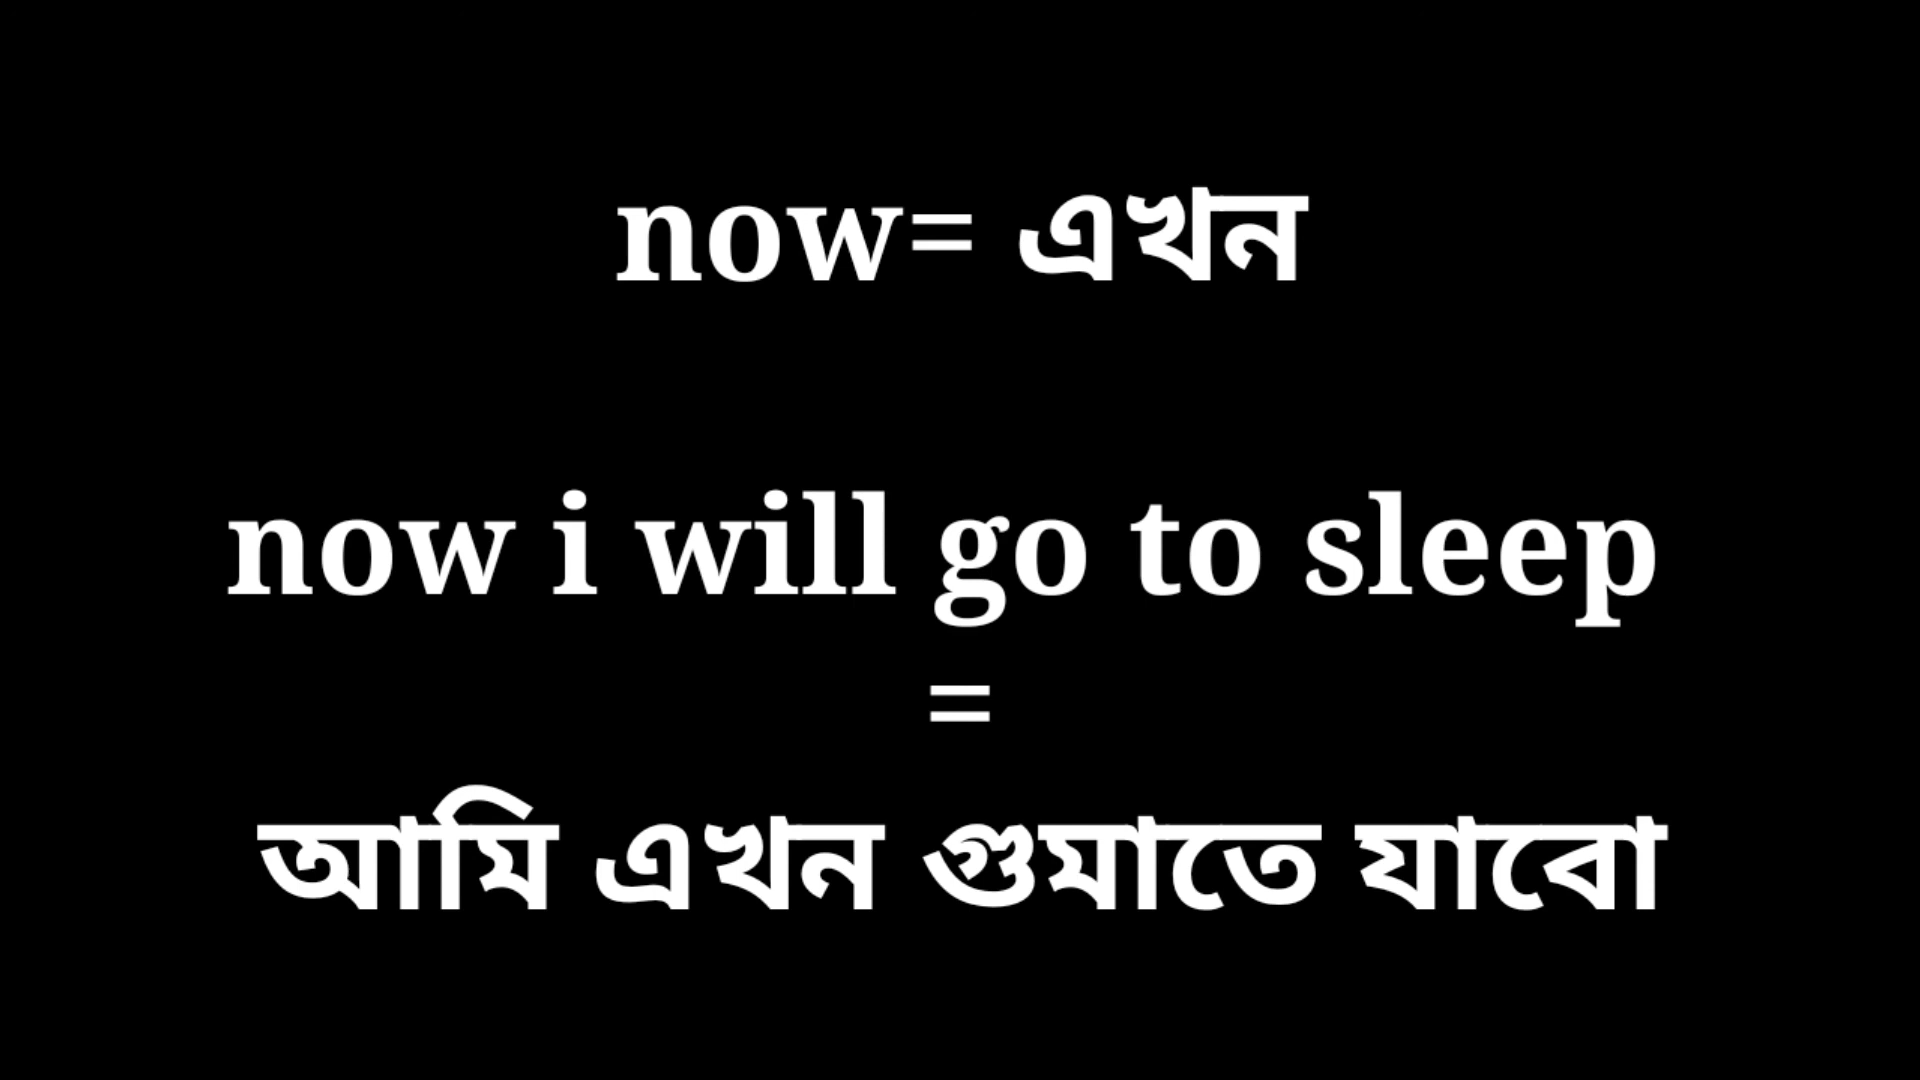 now= এখন
now i will go to sleep
=
আমি এখন গুমাতে যাবো